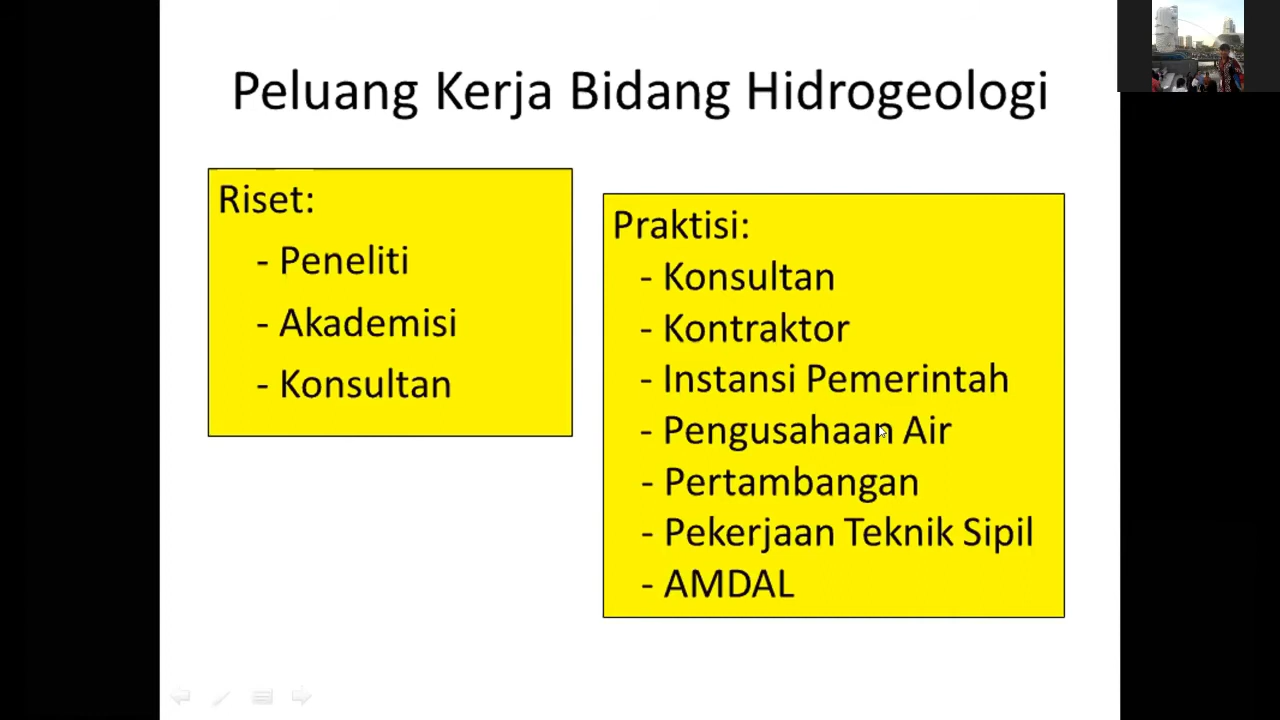 Peluang Kerja Bidang Hidrogeologi
Riset:
- Peneliti
- Akademisi
- Konsultan
Praktisi:
- Konsultan
- Kontraktor
- Instansi Pemerintah
- Pengusahaan Air
- Pertambangan
- Pekerjaan Teknik Sipil
- AMDAL